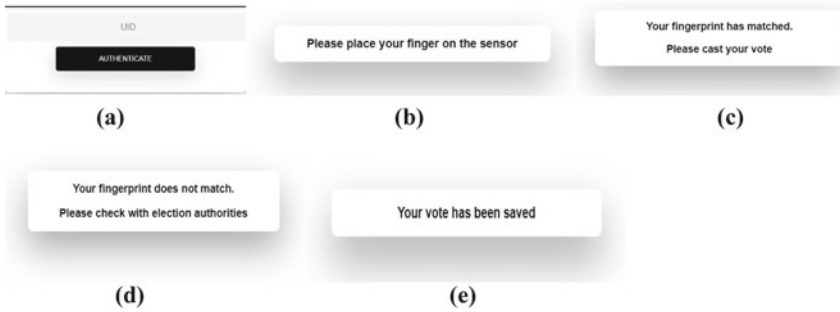 UID
AUTHENTICATE
(a)
Please place your finger on the sensor
(b)
Your fingerprint has matched.
Please cast your vote
(c)
Your fingerprint does not match.
Please check with election authorities
(d)
Your vote has been saved
(e)